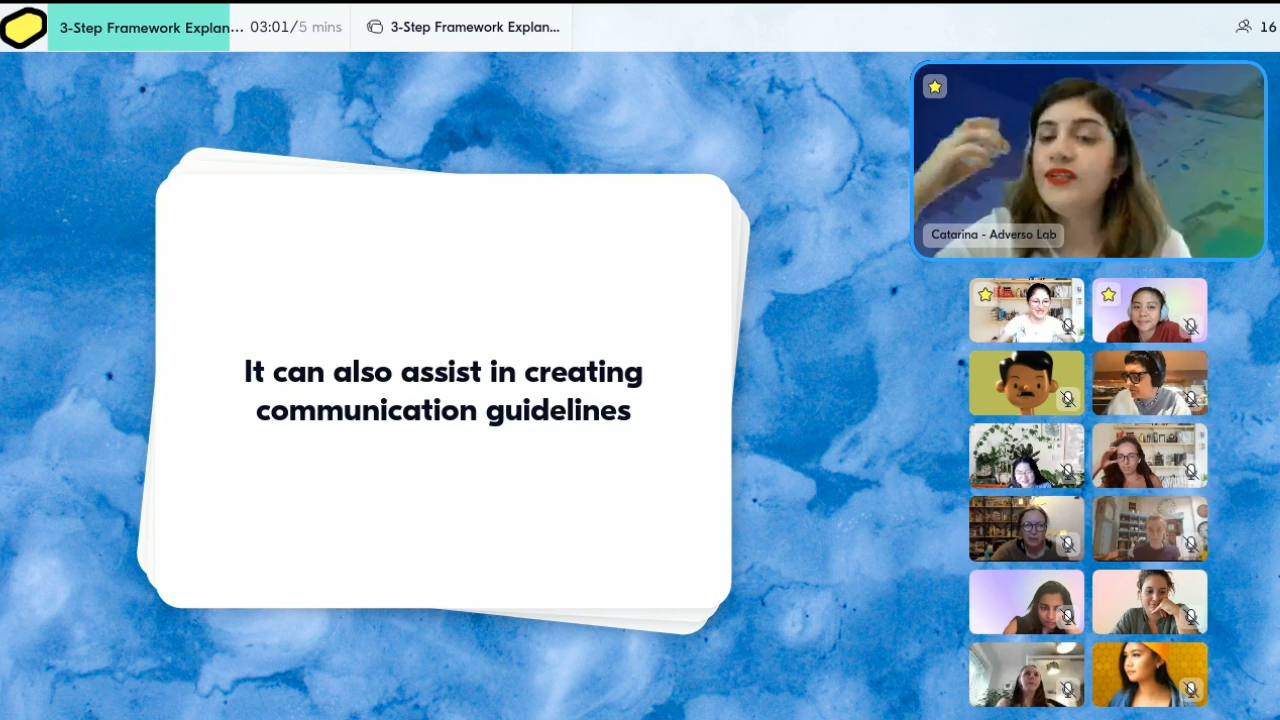 3-Step Framework Explan... 03:01/5 mins 3-Step Framework Explan... 16
Catarina - Adverso Lab
It can also assist in creating
communication guidelines